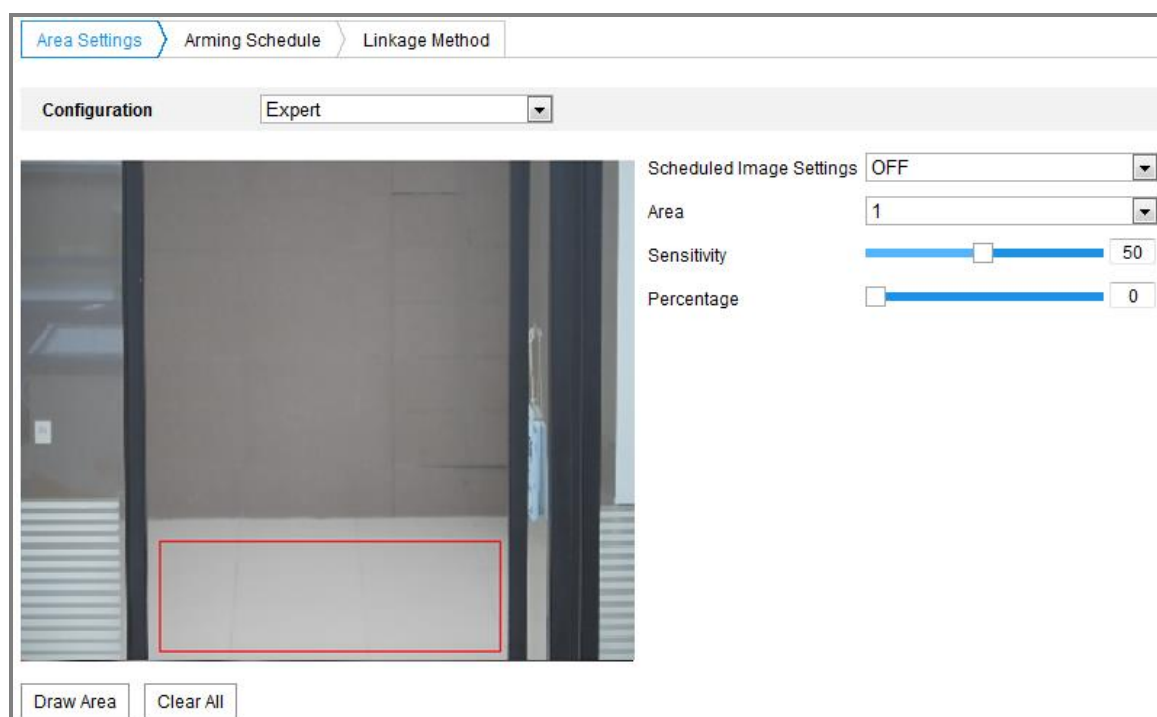 Area Settings Arming Schedule Linkage Method
Configuration Expert
Scheduled Image Settings OFF
Area 1
Sensitivity 50
Percentage 0
Draw Area Clear All